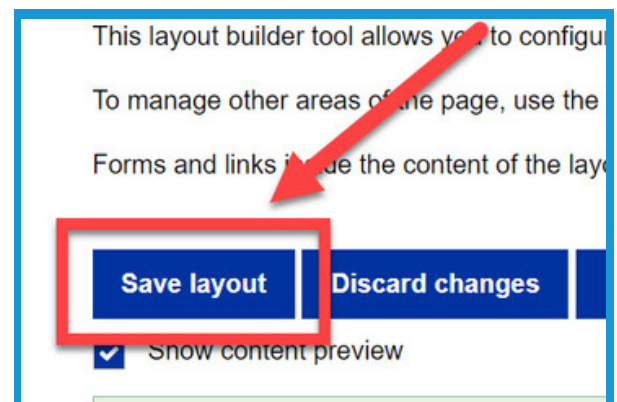 This layout builder tool allows you to configu
To manage other areas of the page, use the
Forms and links inside the content of the layo
Save layout Discard changes
Show content preview